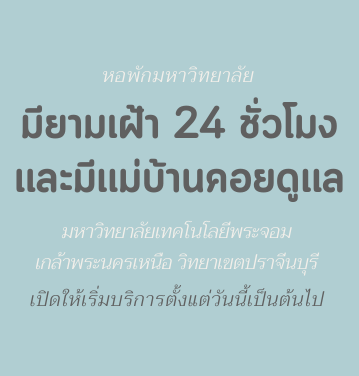 หอพักมหาวิทยาลัย
มียามเฝ้า 24 ชั่วโมง
และมีแม่บ้านคอยดูแล
มหาวิทยาลัยเทคโนโลยีพระจอม
เกล้าพระนครเหนือ วิทยาเขตปราจีนบุรี
เปิดให้เริ่มบริการตั้งแต่วันนี้เป็นต้นไป